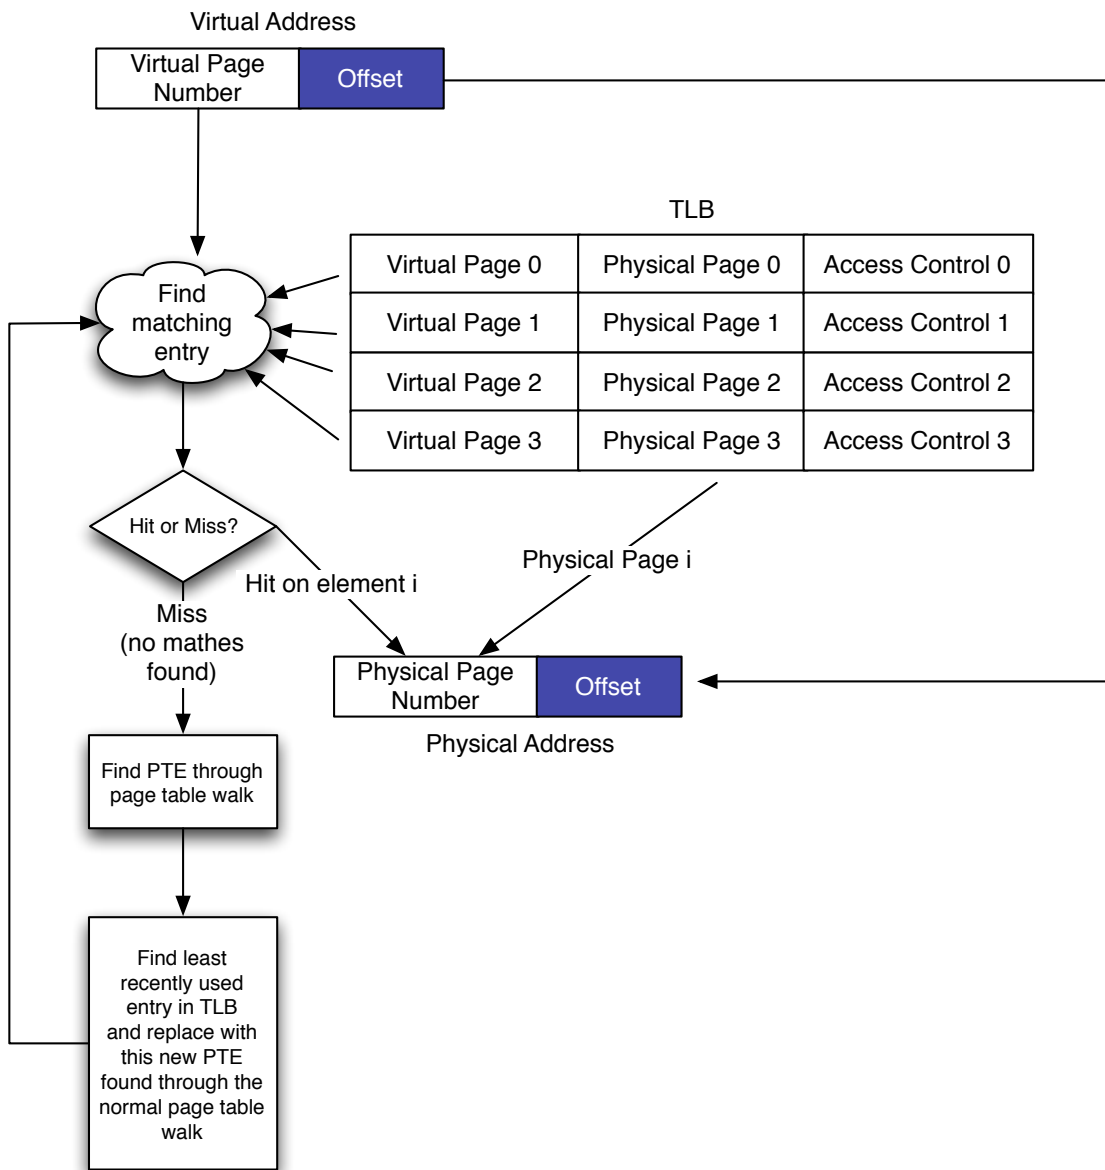 Virtual Address
Virtual Page
Number
Offset
TLB
Virtual Page 0
Physical Page 0
Access Control 0
Virtual Page 1
Physical Page 1
Access Control 1
Virtual Page 2
Physical Page 2
Access Control 2
Virtual Page 3
Physical Page 3
Access Control 3
Find
matching
entry
Hit or Miss?
Hit on element i
Physical Page i
Miss
(no mathes
found)
Physical Page
Number
Offset
Physical Address
Find PTE through
page table walk
Find least
recently used
entry in TLB
and replace with
this new PTE
found through the
normal page table
walk